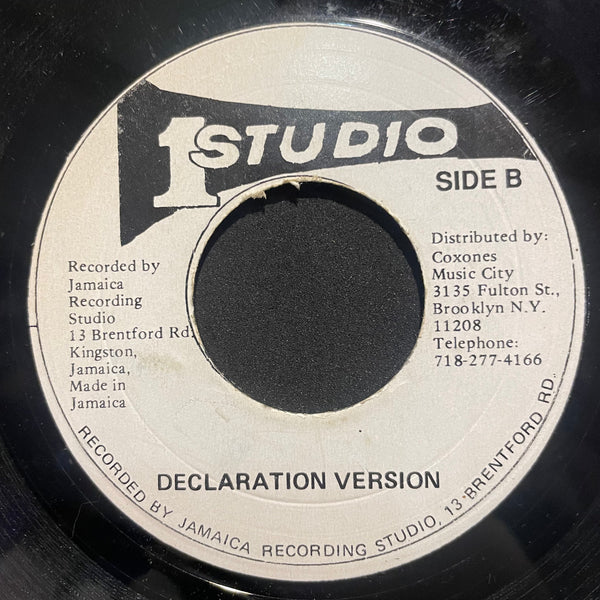 1 STUDIO
SIDE B
Recorded by
Jamaica
Recording
Studio
13 Brentford Rd.
Kingston,
Jamaica,
Made in
Jamaica
Distributed by:
Coxones
Music City
3135 Fulton St.,
Brooklyn N.Y.
11208
Telephone:
718-277-4166
DECLARATION VERSION
RECORDED BY JAMAICA RECORDING STUDIO, 13 BRENTFORD RD.